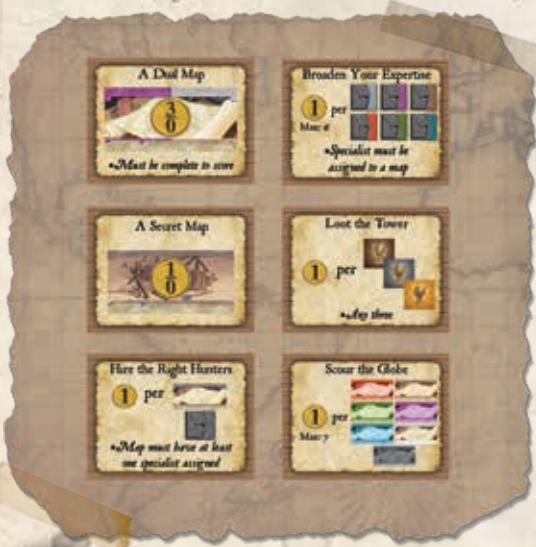 A Dual Map
3
0
•Must be complete to score
Broaden Your Expertise
1 per
Max: 6
•Specialist must be
assigned to a map
A Secret Map
1
0
Loot the Tower
1 per
•Any three
Hire the Right Hunters
1 per
•Map must have at least
one specialist assigned
Scour the Globe
1 per
Max: 7